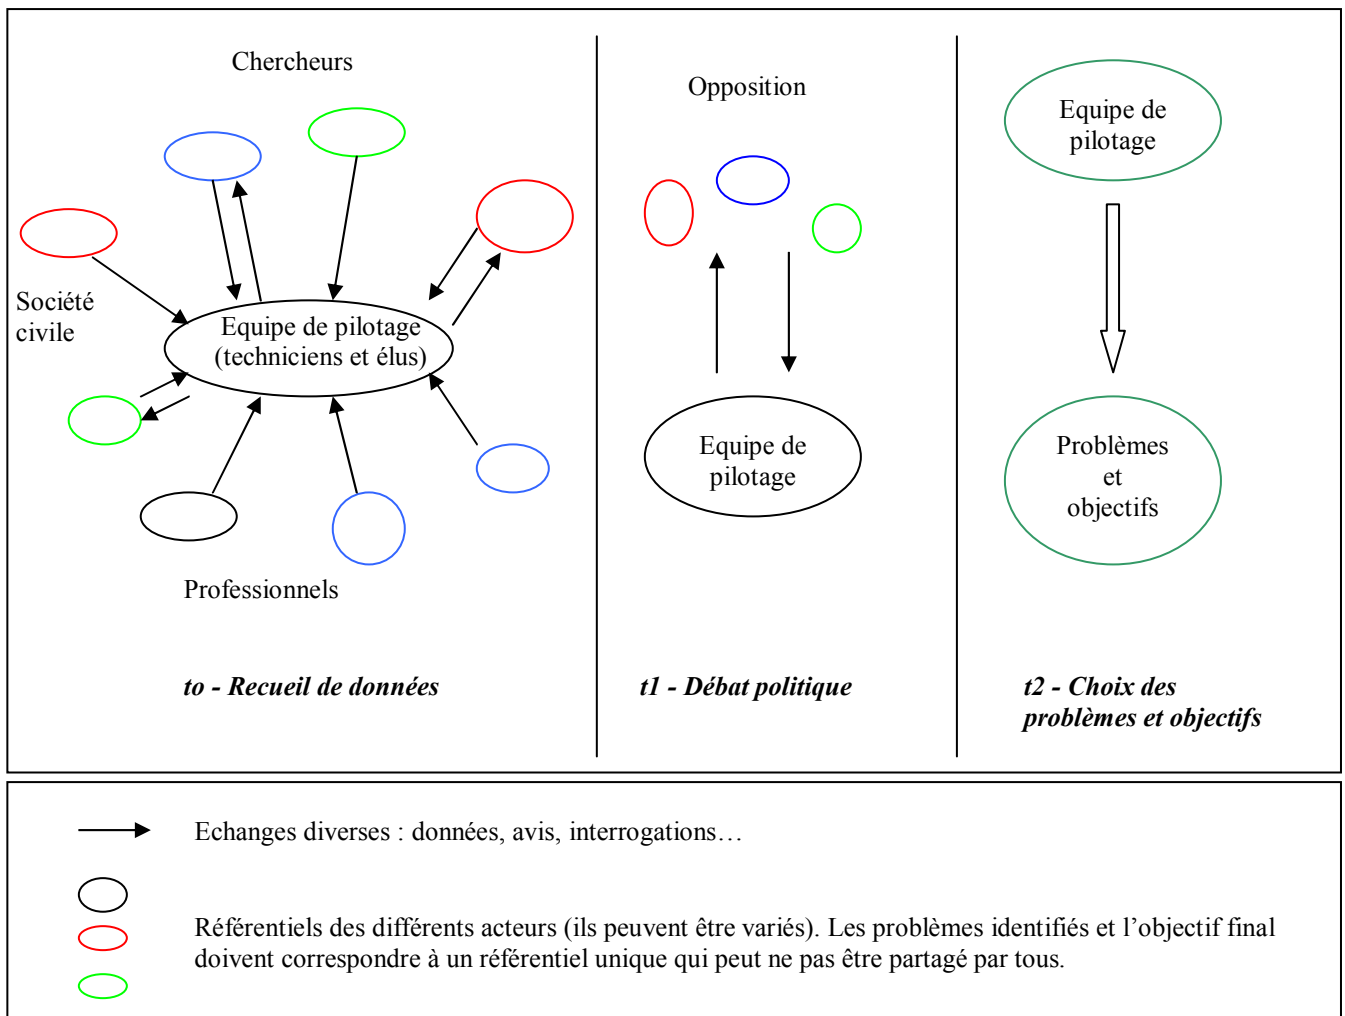 Chercheurs
Société
civile
Equipe de pilotage
(techniciens et élus)
Professionnels
to - Recueil de données
Opposition
Equipe de
pilotage
t1 - Débat politique
Equipe de
pilotage
Problèmes
et
objectifs
t2 - Choix des
problèmes et objectifs
Echanges diverses : données, avis, interrogations…
Référentiels des différents acteurs (ils peuvent être variés). Les problèmes identifiés et l’objectif final
doivent correspondre à un référentiel unique qui peut ne pas être partagé par tous.